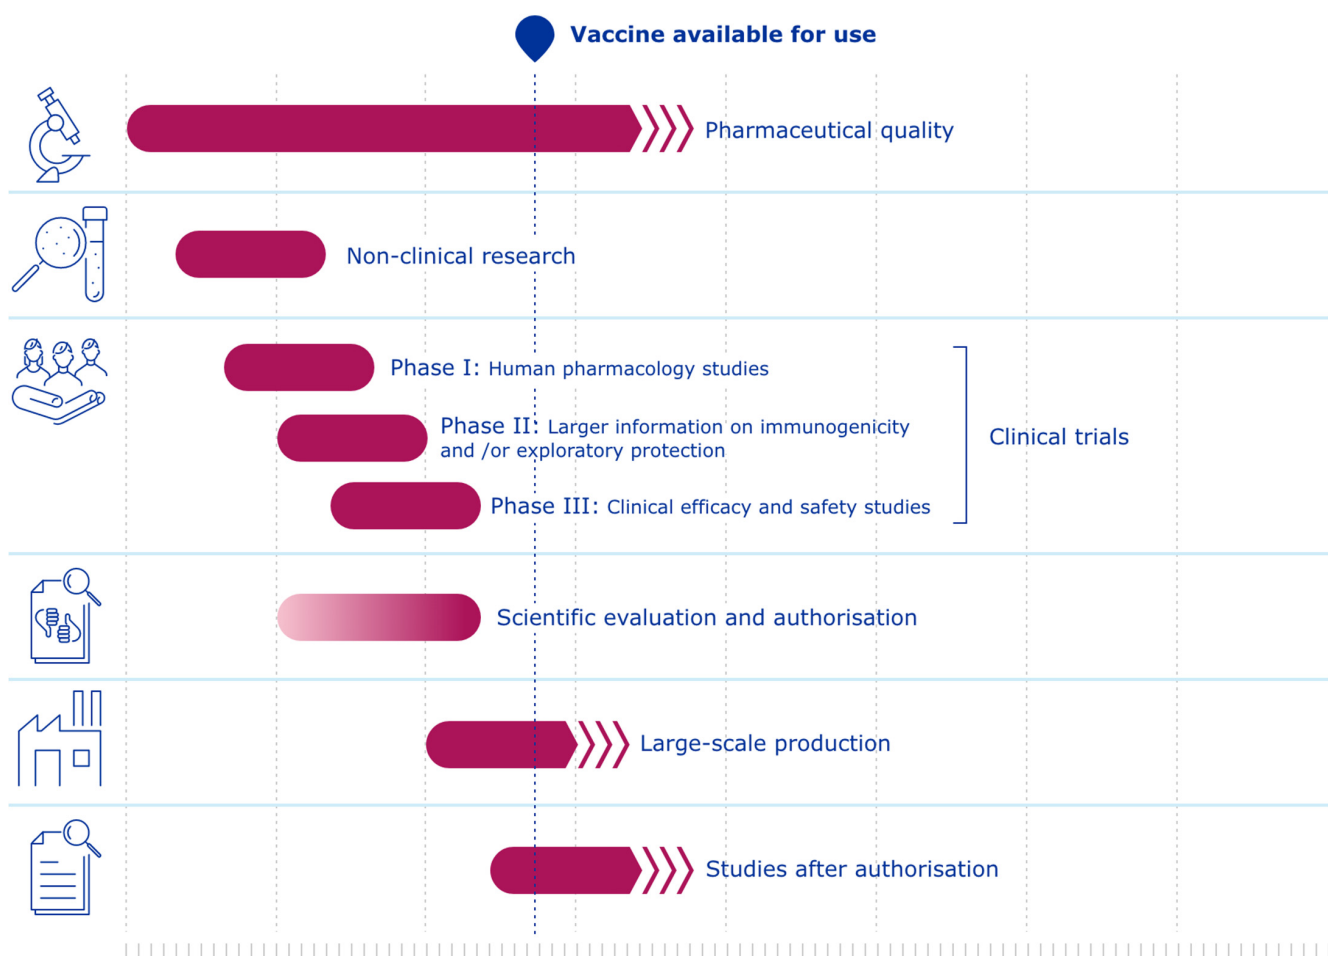 Vaccine available for use
Pharmaceutical quality
Non-clinical research
Phase I: Human pharmacology studies
Phase II: Larger information on immunogenicity
and /or exploratory protection
Phase III: Clinical efficacy and safety studies
Clinical trials
Scientific evaluation and authorisation
Large-scale production
Studies after authorisation